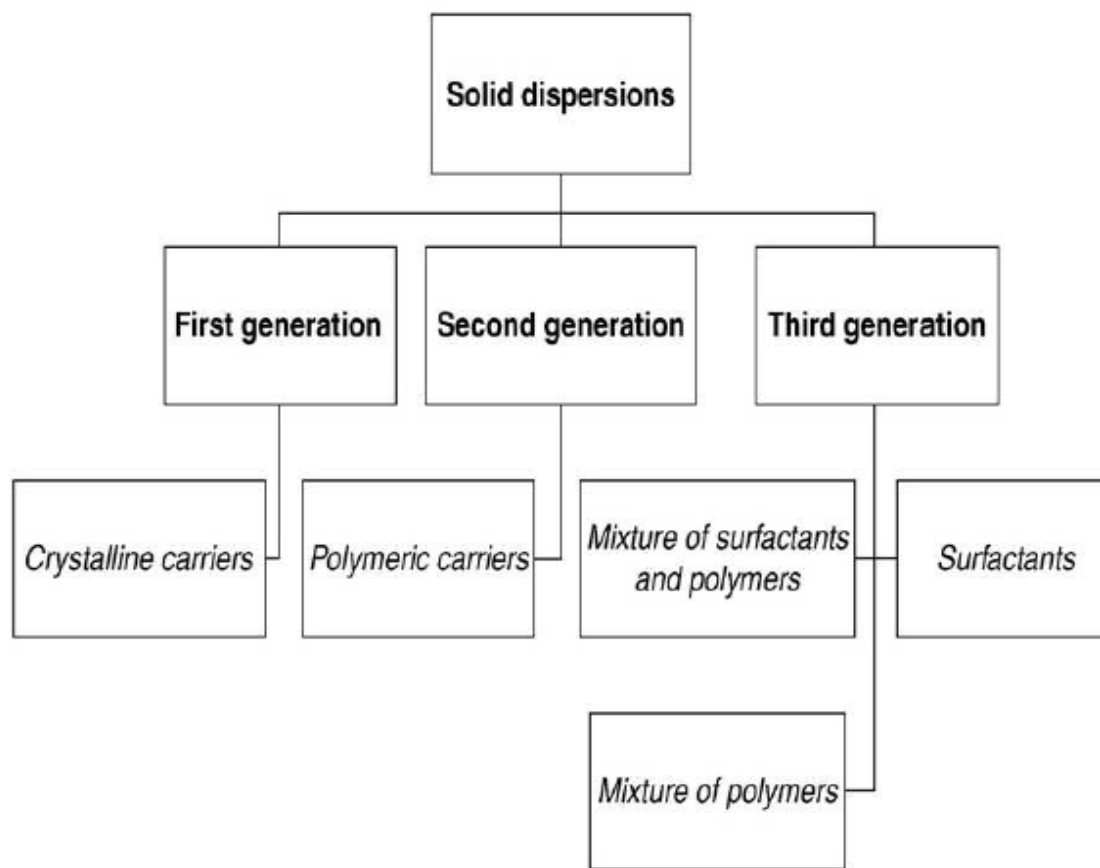 Solid dispersions
First generation
Second generation
Third generation
Crystalline carriers
Polymeric carriers
Mixture of surfactants
and polymers
Surfactants
Mixture of polymers